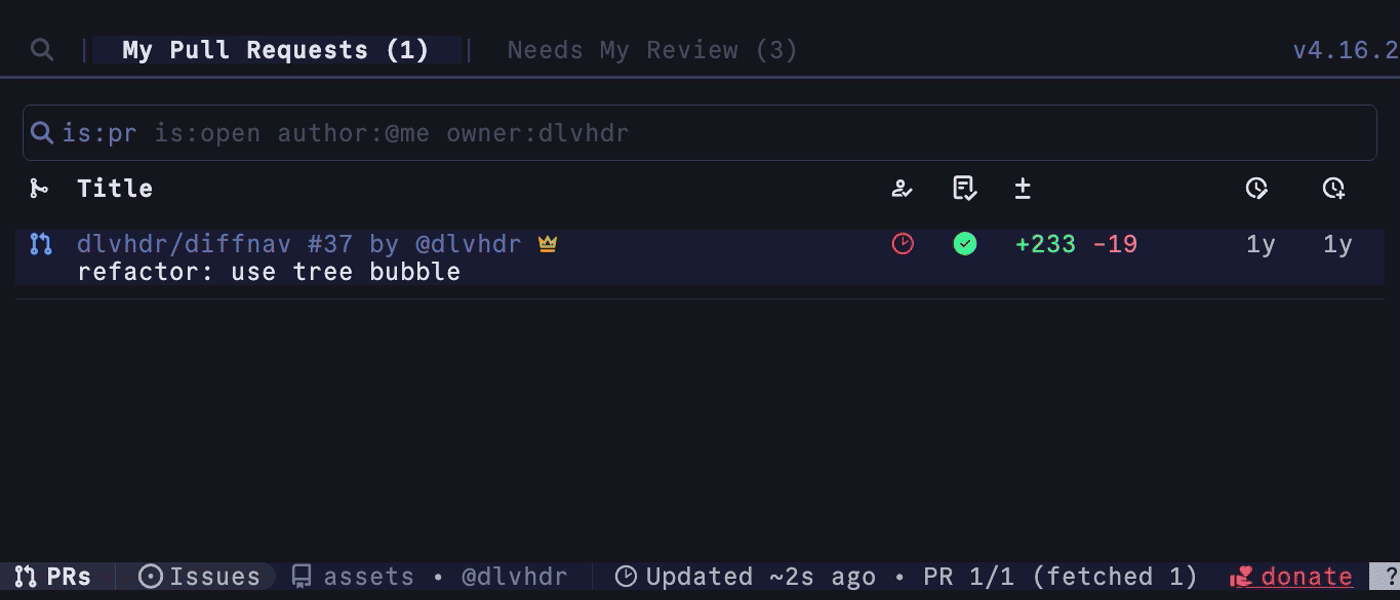 My Pull Requests (1) | Needs My Review (3) v4.16.2
is:pr is:open author:@me owner:dlvhdr
Title ±
dlvhdr/diffnav #37 by @dlvhdr +233 -19 1y 1y
refactor: use tree bubble
PRs Issues assets • @dlvhdr Updated ~2s ago • PR 1/1 (fetched 1) donate ?